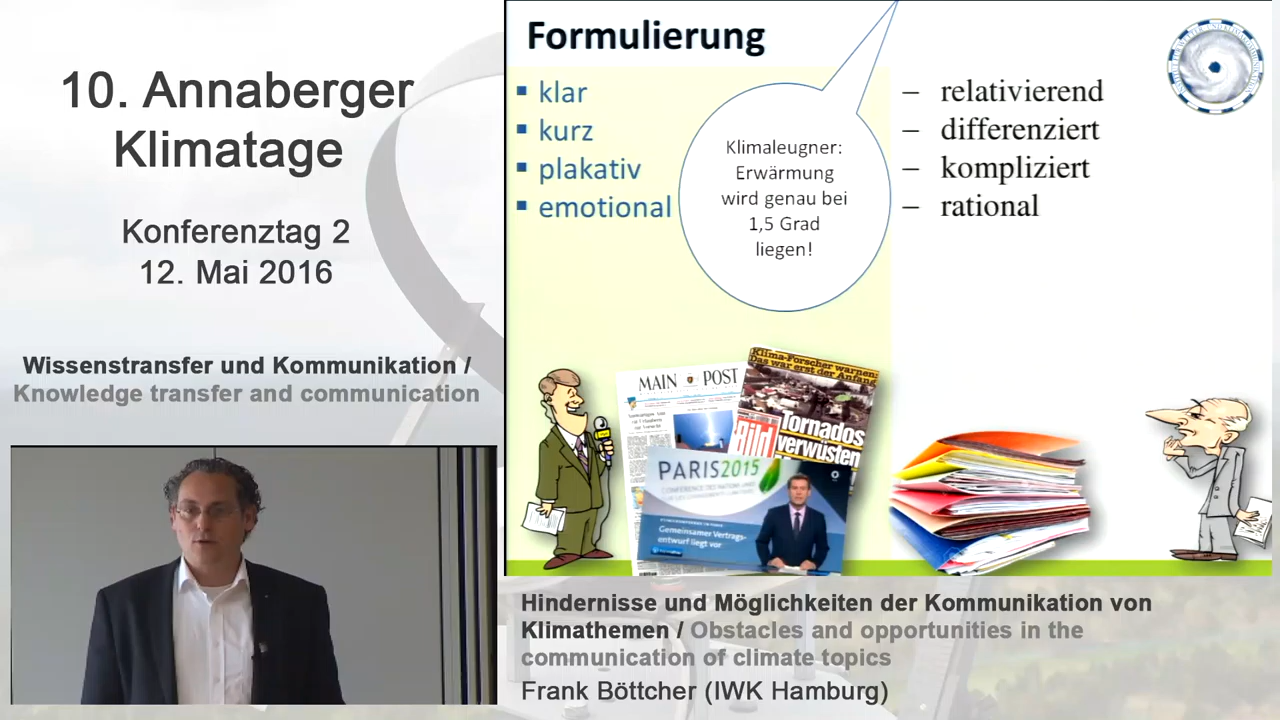 10. Annaberger
Klimatage
Konferenztag 2
12. Mai 2016
Wissenstransfer und Kommunikation /
Knowledge transfer and communication
Formulierung
▪ klar
▪ kurz
▪ plakativ
▪ emotional
Klimaleugner:
Erwärmung
wird genau bei
1,5 Grad
liegen!
– relativierend
– differenziert
– kompliziert
– rational
MAIN POST
Klima-Forscher warnen:
Das war erst der Anfang
Tornados
verwüsten
Bild
PARIS2015
Gemeinsamer Vertrags-
entwurf liegt vor
Hindernisse und Möglichkeiten der Kommunikation von
Klimathemen / Obstacles and opportunities in the
communication of climate topics
Frank Böttcher (IWK Hamburg)